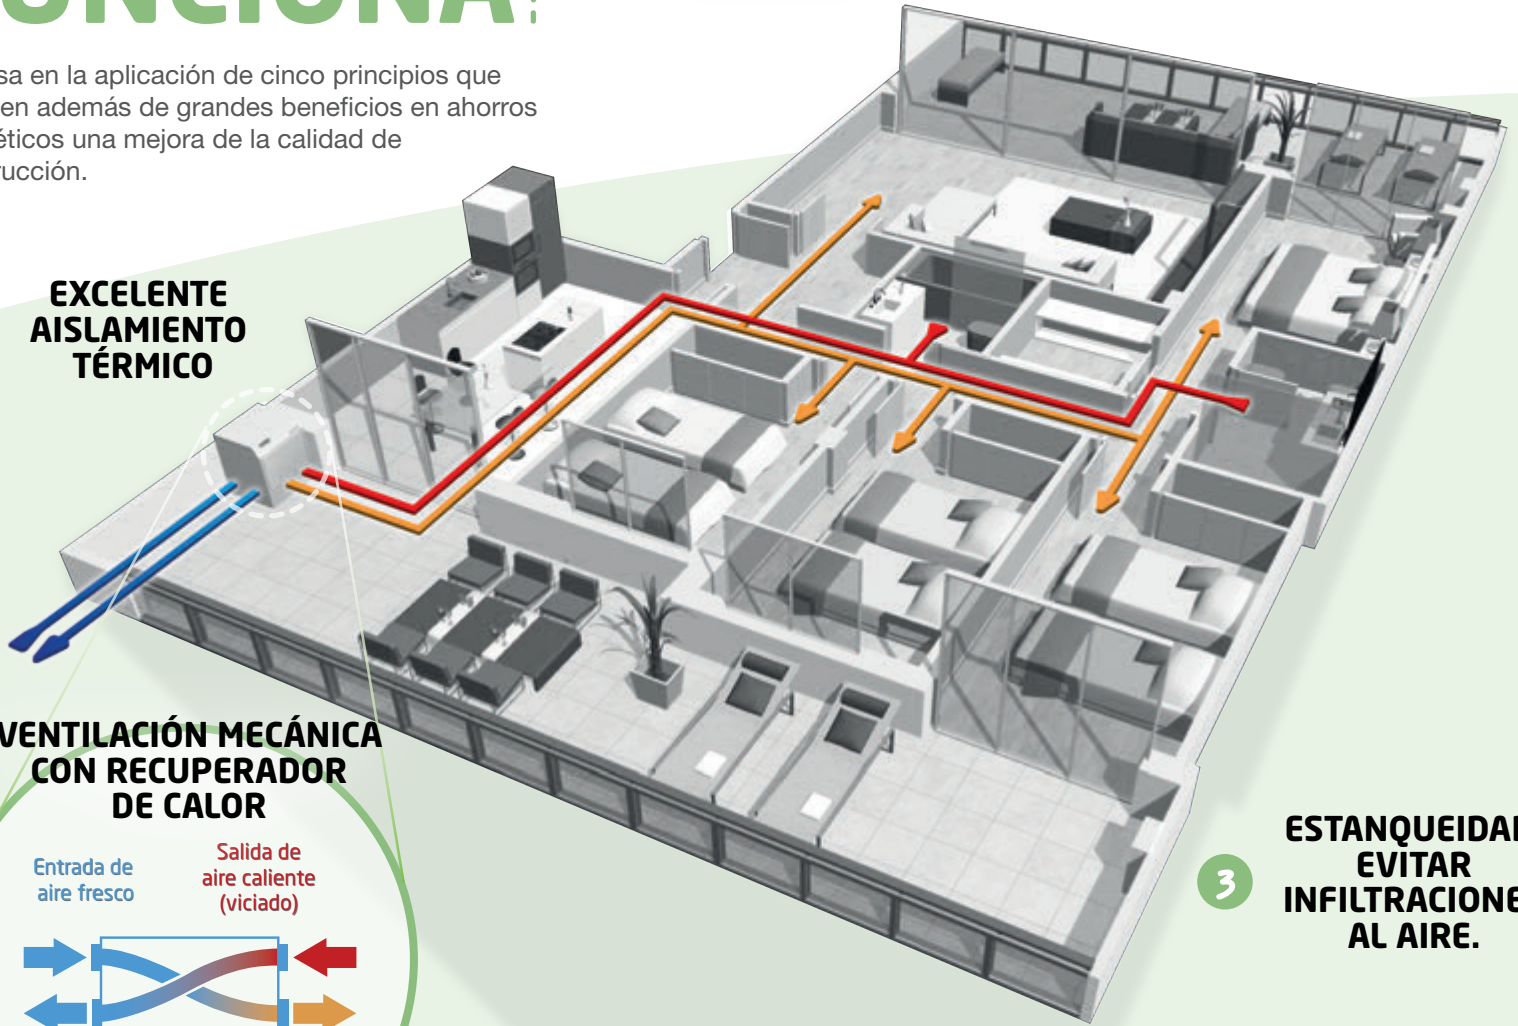 UNCIONA
sa en la aplicación de cinco principios que
en además de grandes beneficios en ahorros
éticos una mejora de la calidad de
rucción.
EXCELENTE
AISLAMIENTO
TÉRMICO
VENTILACIÓN MECÁNICA
CON RECUPERADOR
DE CALOR
Entrada de
aire fresco
Salida de
aire caliente
(viciado)
3
ESTANQUEIDA
EVITAR
INFILTRACIONE
AL AIRE.